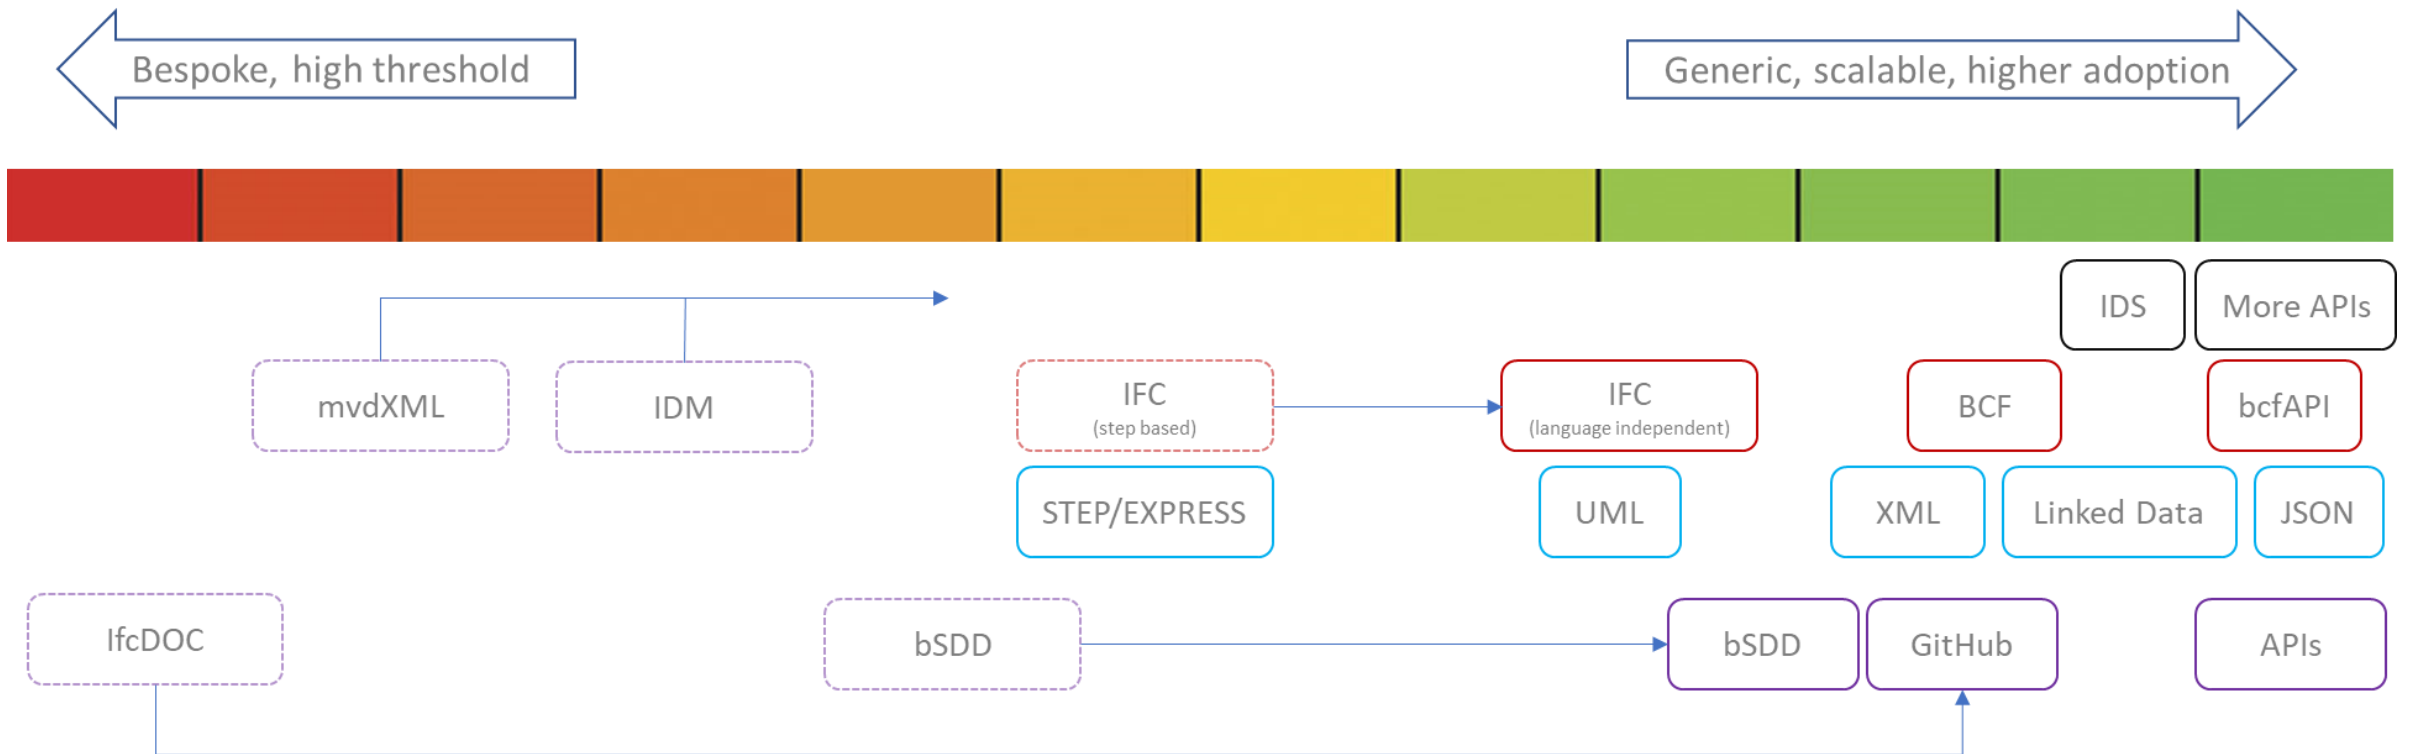 Bespoke, high threshold
Generic, scalable, higher adoption
IDS
More APIs
mvdXML
IDM
IFC
(step based)
IFC
(language independent)
BCF
bcfAPI
STEP/EXPRESS
UML
XML
Linked Data
JSON
IfcDOC
bSDD
bSDD
GitHub
APIs